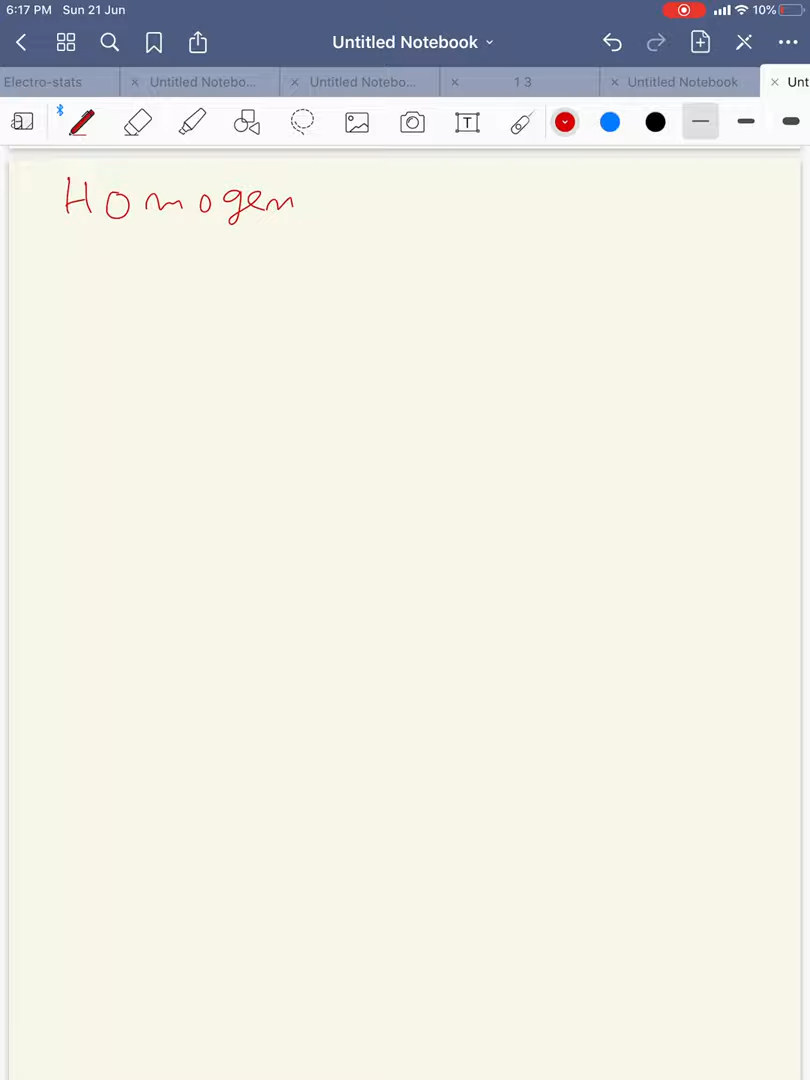 6:17 PM Sun 21 Jun 10%
Untitled Notebook
Electro-stats × Untitled Notebo... × Untitled Notebo... × 1 3 × Untitled Notebook × Unt
Homogen